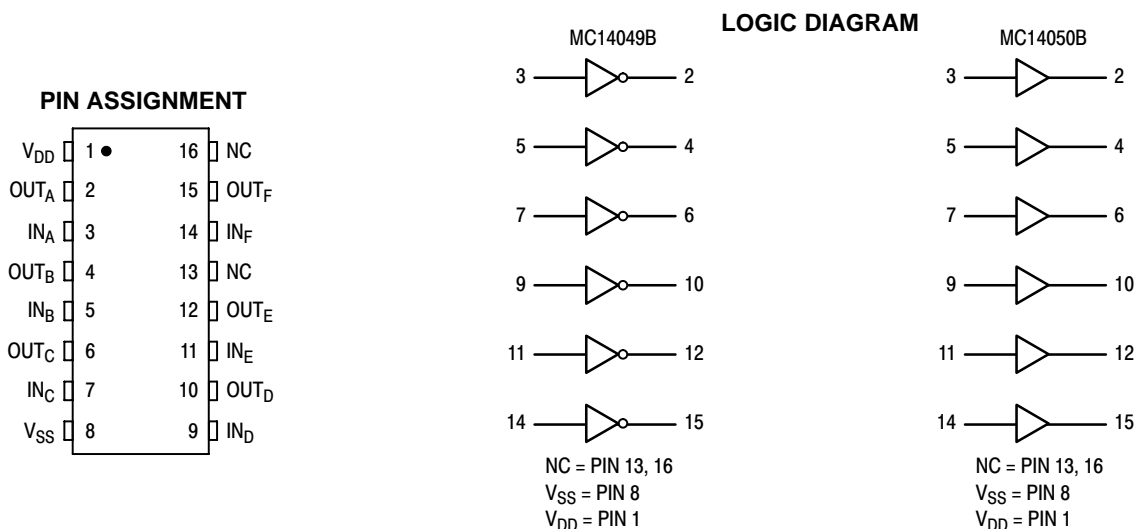 LOGIC DIAGRAM
PIN ASSIGNMENT
VDD 1 16 NC
OUTA 2 15 OUTF
INA 3 14 INF
OUTB 4 13 NC
INB 5 12 OUTE
OUTC 6 11 INE
INC 7 10 OUTD
VSS 8 9 IND
MC14049B
3 2
5 4
7 6
9 10
11 12
14 15
NC = PIN 13, 16
VSS = PIN 8
VDD = PIN 1
MC14050B
3 2
5 4
7 6
9 10
11 12
14 15
NC = PIN 13, 16
VSS = PIN 8
VDD = PIN 1